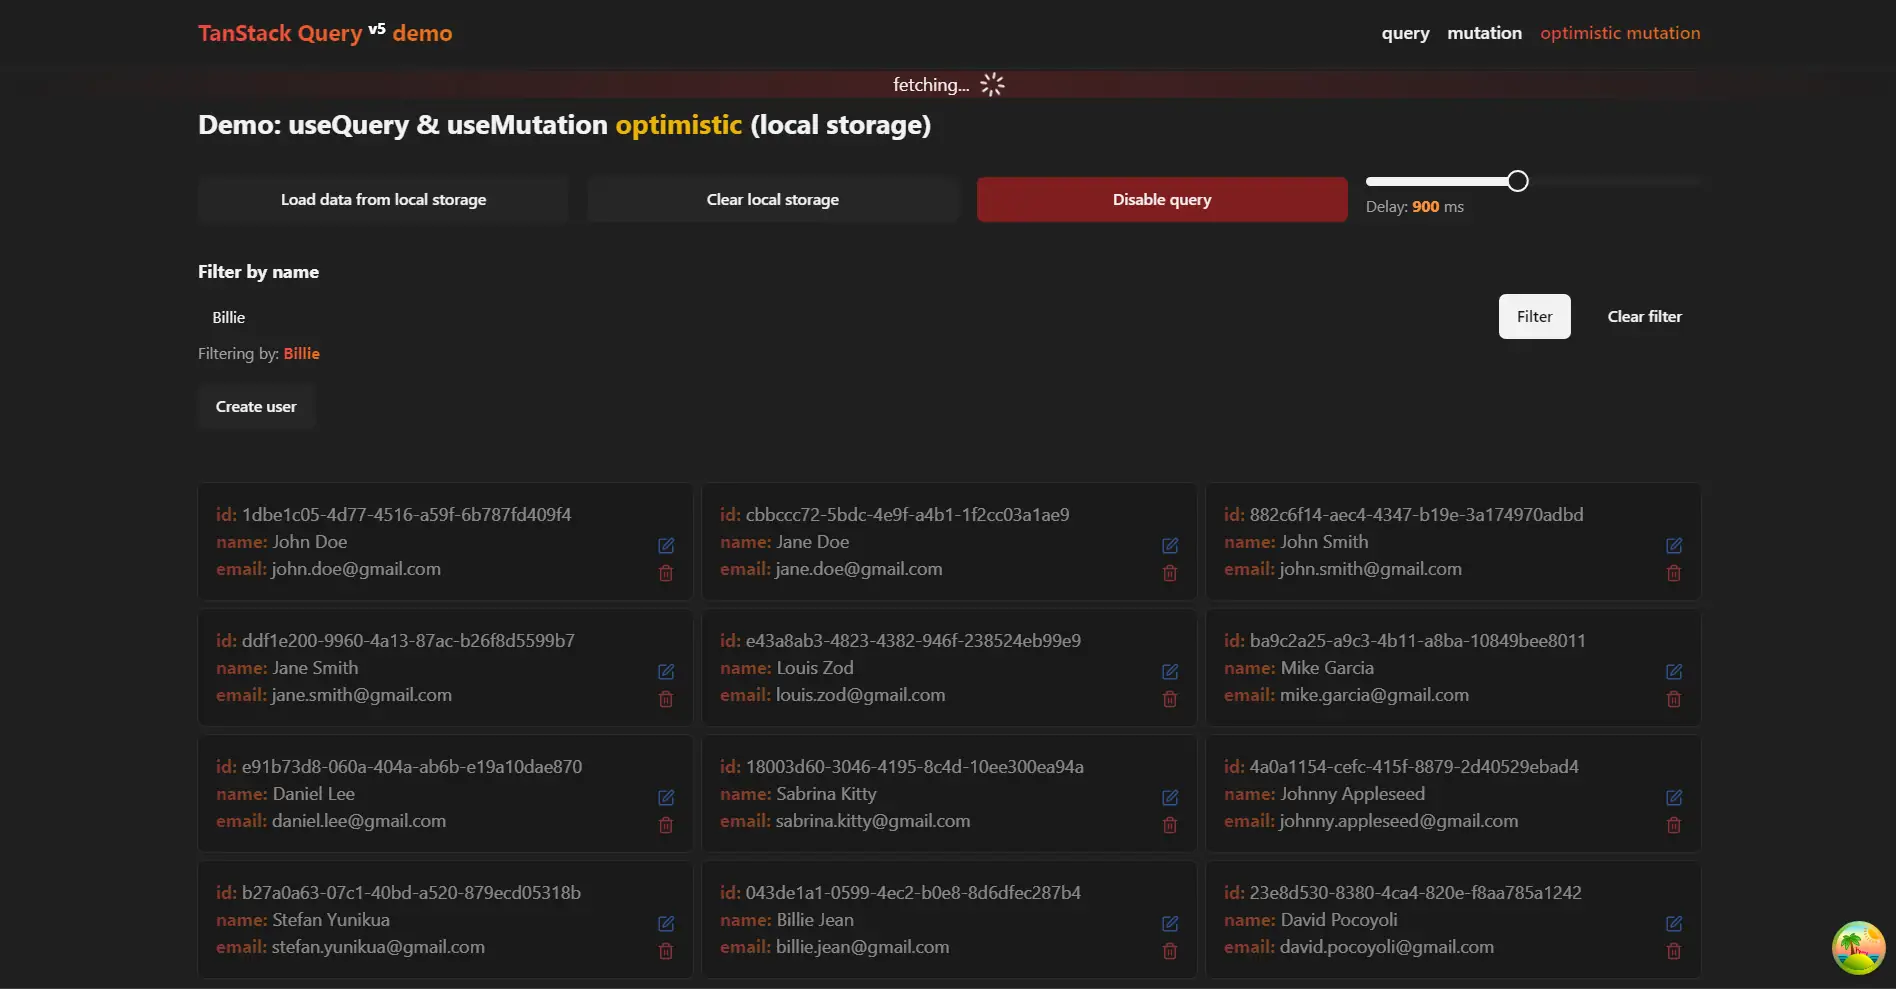 TanStack Query v5 demo
query mutation optimistic mutation
fetching...
Demo: useQuery & useMutation optimistic (local storage)
Load data from local storage
Clear local storage
Disable query
Delay: 900 ms
Filter by name
Billie
Filter
Clear filter
Filtering by: Billie
Create user
id: 1dbe1c05-4d77-4516-a59f-6b787fd409f4
name: John Doe
email: john.doe@gmail.com
id: cbbccc72-5bdc-4e9f-a4b1-1f2cc03a1ae9
name: Jane Doe
email: jane.doe@gmail.com
id: 882c6f14-aec4-4347-b19e-3a174970adbd
name: John Smith
email: john.smith@gmail.com
id: ddf1e200-9960-4a13-87ac-b26f8d5599b7
name: Jane Smith
email: jane.smith@gmail.com
id: e43a8ab3-4823-4382-946f-238524eb99e9
name: Louis Zod
email: louis.zod@gmail.com
id: ba9c2a25-a9c3-4b11-a8ba-10849bee8011
name: Mike Garcia
email: mike.garcia@gmail.com
id: e91b73d8-060a-404a-ab6b-e19a10dae870
name: Daniel Lee
email: daniel.lee@gmail.com
id: 18003d60-3046-4195-8c4d-10ee300ea94a
name: Sabrina Kitty
email: sabrina.kitty@gmail.com
id: 4a0a1154-cefc-415f-8879-2d40529ebad4
name: Johnny Appleseed
email: johnny.appleseed@gmail.com
id: b27a0a63-07c1-40bd-a520-879ecd05318b
name: Stefan Yunikua
email: stefan.yunikua@gmail.com
id: 043de1a1-0599-4ec2-b0e8-8d6dfec287b4
name: Billie Jean
email: billie.jean@gmail.com
id: 23e8d530-8380-4ca4-820e-f8aa785a1242
name: David Pocoyoli
email: david.pocoyoli@gmail.com